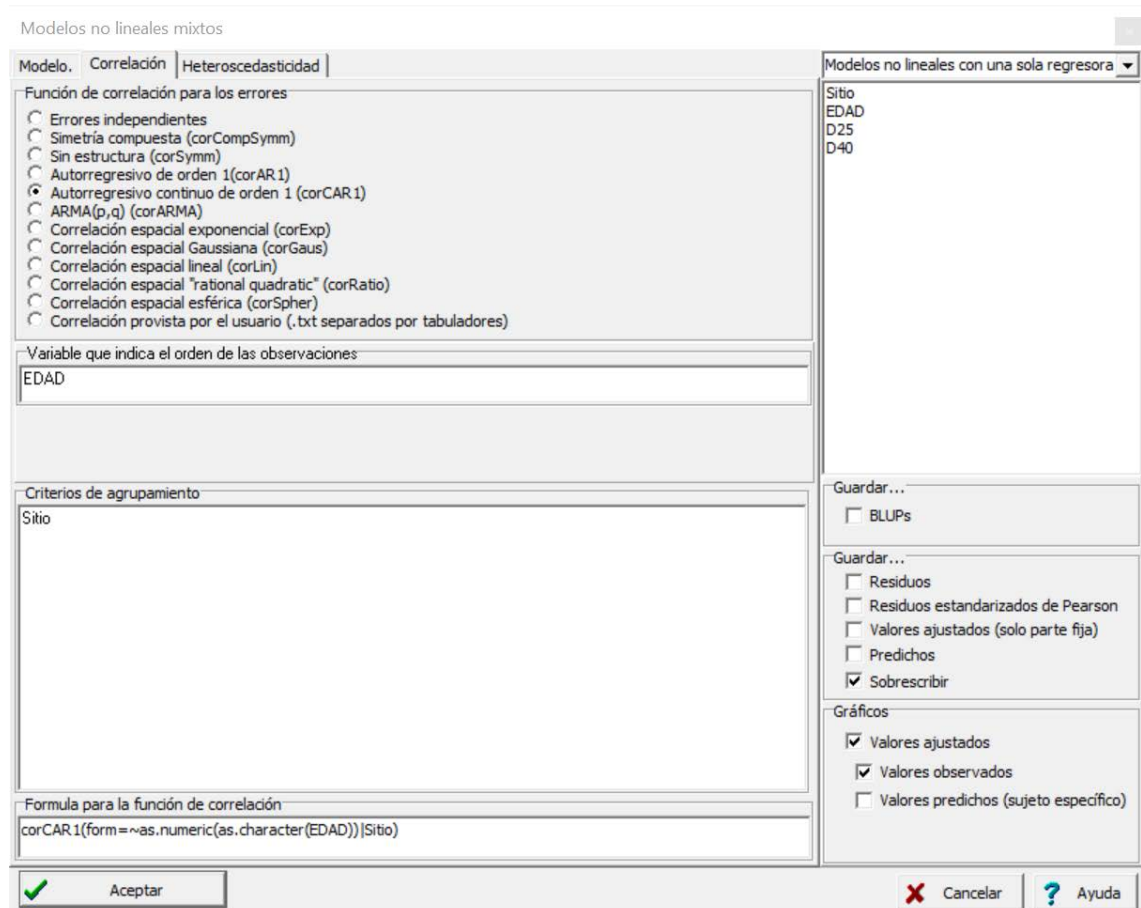 Modelos no lineales mixtos
Modelo.
Correlación
Heteroscedasticidad
Función de correlación para los errores
Errores independientes
Simetría compuesta (corCompSymm)
Sin estructura (corSymm)
Autorregresivo de orden 1(corAR1)
Autorregresivo continuo de orden 1 (corCAR1)
ARMA(p,q) (corARMA)
Correlación espacial exponencial (corExp)
Correlación espacial Gaussiana (corGaus)
Correlación espacial lineal (corLin)
Correlación espacial "rational quadratic" (corRatio)
Correlación espacial esférica (corSpher)
Correlación provista por el usuario (.txt separados por tabuladores)
Variable que indica el orden de las observaciones
EDAD
Criterios de agrupamiento
Sitio
Formula para la función de correlación
corCAR1(form=~as.numeric(as.character(EDAD))|Sitio)
Modelos no lineales con una sola regresora
Sitio
EDAD
D25
D40
Guardar...
BLUPs
Guardar...
Residuos
Residuos estandarizados de Pearson
Valores ajustados (solo parte fija)
Predichos
Sobrescribir
Gráficos
Valores ajustados
Valores observados
Valores predichos (sujeto específico)
Aceptar
Cancelar
Ayuda